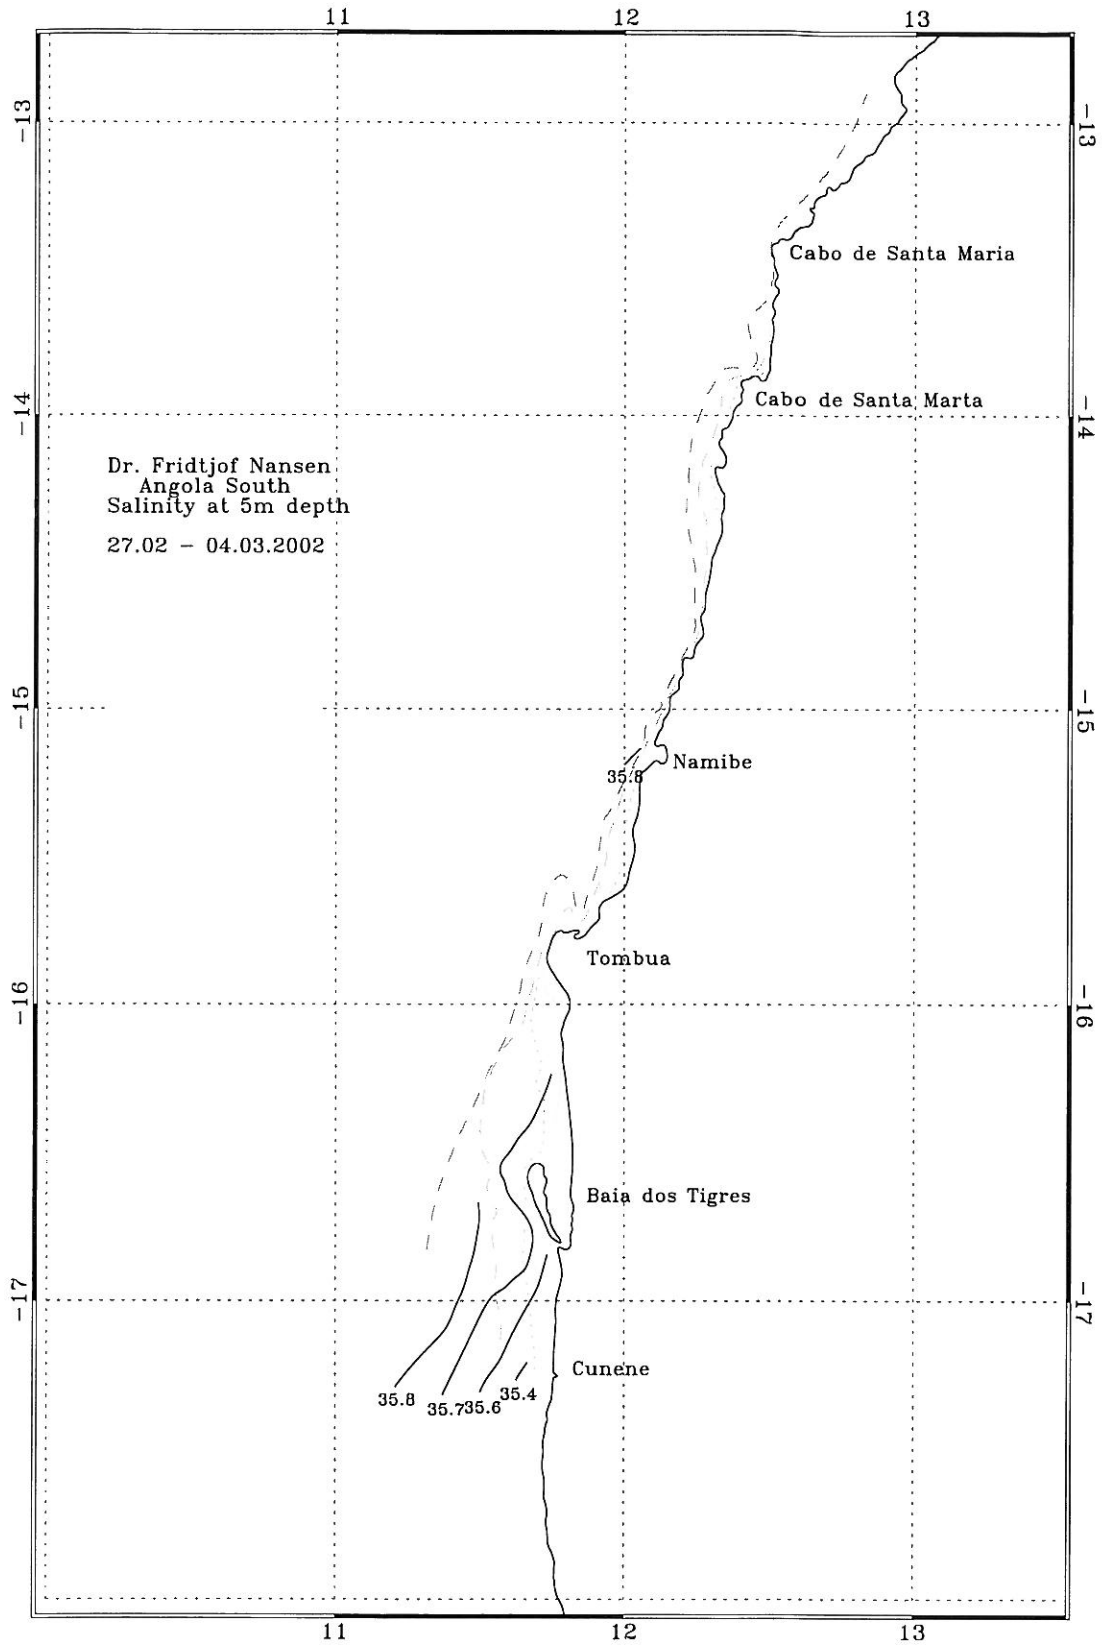 11 12 13
-13 -13
Cabo de Santa Maria
Cabo de Santa Marta
-14 -14
Dr. Fridtjof Nansen
Angola South
Salinity at 5m depth
27.02 - 04.03.2002
-15 -15
Namibe
35.8
Tombua
-16 -16
Baia dos Tigres
-17 -17
Cunene
35.8 35.7 35.6 35.4
11 12 13